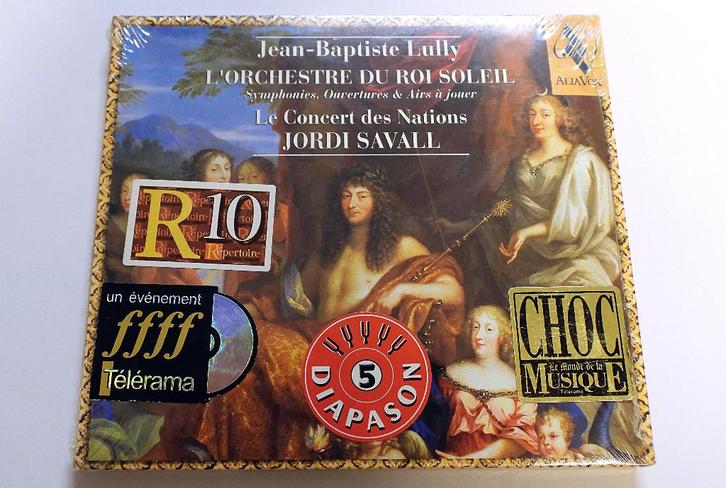 Jean-Baptiste Lully
L'ORCHESTRE DU ROI SOLEIL
Symphonies, Ouvertures & Airs à jouer
Le Concert des Nations
JORDI SAVALL
ALIAVOX
R10
Répertoire
un événement
ffff
Télérama
5
DIAPASON
CHOC
Le Monde de la
MUSIQUE
Télérama